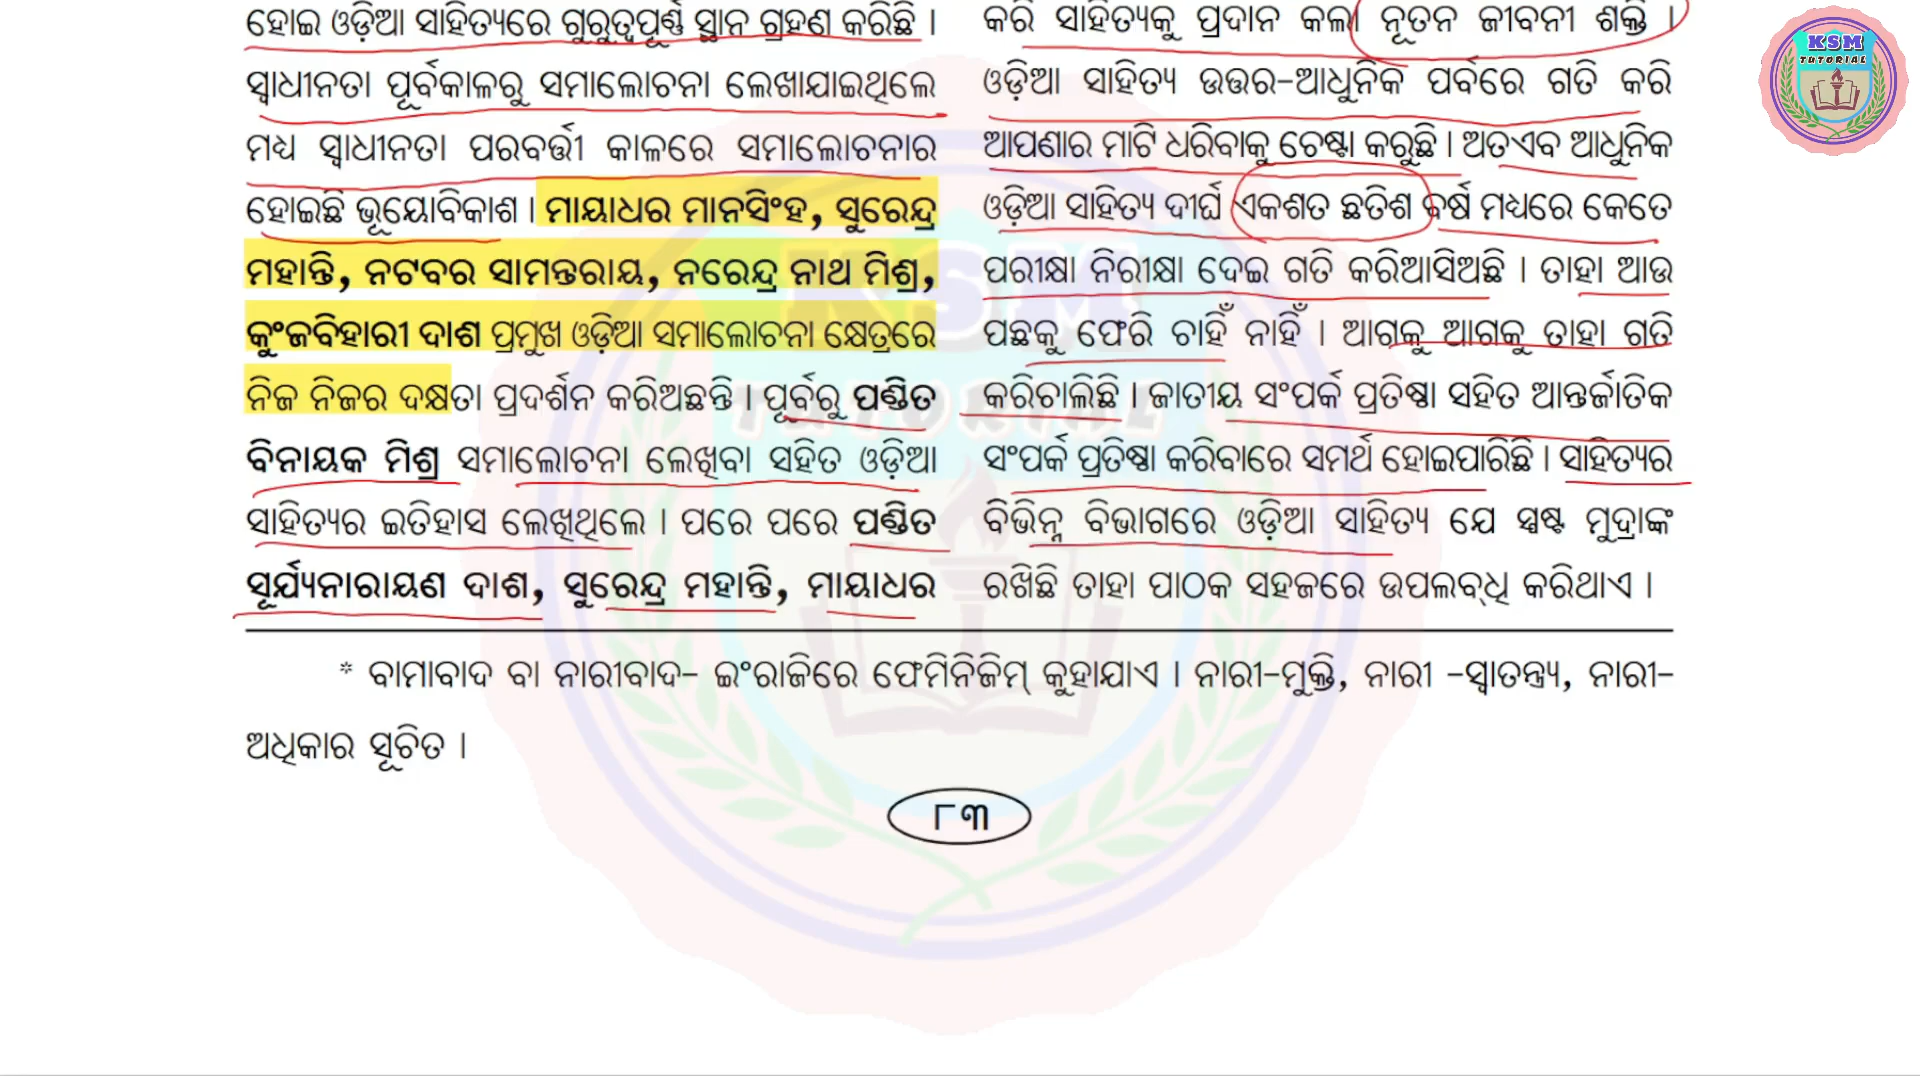 ହୋଇ ଓଡ଼ିଆ ସାହିତ୍ୟରେ ଗୁରୁତ୍ୱପୂର୍ଣ୍ଣ ସ୍ଥାନ ଗ୍ରହଣ କରିଛି ।
ସ୍ୱାଧୀନତା ପୂର୍ବକାଳରୁ ସମାଲୋଚନା ଲେଖାଯାଇଥିଲେ
ମଧ୍ୟ ସ୍ୱାଧୀନତା ପରବର୍ତ୍ତୀ କାଳରେ ସମାଲୋଚନାର
ହୋଇଛି ଭୂୟୋବିକାଶ । ମାୟାଧର ମାନସିଂହ, ସୁରେନ୍ଦ୍ର
ମହାନ୍ତି, ନଟବର ସାମନ୍ତରାୟ, ନରେନ୍ଦ୍ର ନାଥ ମିଶ୍ର,
କୁଂଜବିହାରୀ ଦାଶ ପ୍ରମୁଖ ଓଡ଼ିଆ ସମାଲୋଚନା କ୍ଷେତ୍ରରେ
ନିଜ ନିଜର ଦକ୍ଷତା ପ୍ରଦର୍ଶନ କରିଅଛନ୍ତି । ପୂର୍ବରୁ ପଣ୍ଡିତ
ବିନାୟକ ମିଶ୍ର ସମାଲୋଚନା ଲେଖିବା ସହିତ ଓଡ଼ିଆ
ସାହିତ୍ୟର ଇତିହାସ ଲେଖିଥିଲେ । ପରେ ପରେ ପଣ୍ଡିତ
ସୂର୍ଯ୍ୟନାରାୟଣ ଦାଶ, ସୁରେନ୍ଦ୍ର ମହାନ୍ତି, ମାୟାଧର
କରି ସାହିତ୍ୟକୁ ପ୍ରଦାନ କଲା ନୂତନ ଜୀବନୀ ଶକ୍ତି ।
ଓଡ଼ିଆ ସାହିତ୍ୟ ଉତ୍ତର-ଆଧୁନିକ ପର୍ବରେ ଗତି କରି
ଆପଣାର ମାଟି ଧରିବାକୁ ଚେଷ୍ଟା କରୁଛି । ଅତଏବ ଆଧୁନିକ
ଓଡ଼ିଆ ସାହିତ୍ୟ ଦୀର୍ଘ ଏକଶତ ଛତିଶ ବର୍ଷ ମଧ୍ୟରେ କେତେ
ପରୀକ୍ଷା ନିରୀକ୍ଷା ଦେଇ ଗତି କରିଆସିଅଛି । ତାହା ଆଉ
ପଛକୁ ଫେରି ଚାହିଁ ନାହିଁ । ଆଗକୁ ଆଗକୁ ତାହା ଗତି
କରିଚାଲିଛି । ଜାତୀୟ ସଂପର୍କ ପ୍ରତିଷ୍ଠା ସହିତ ଆନ୍ତର୍ଜାତିକ
ସଂପର୍କ ପ୍ରତିଷ୍ଠା କରିବାରେ ସମର୍ଥ ହୋଇପାରିଛି । ସାହିତ୍ୟର
ବିଭିନ୍ନ ବିଭାଗରେ ଓଡ଼ିଆ ସାହିତ୍ୟ ଯେ ସ୍ପଷ୍ଟ ମୁଦ୍ରାଙ୍କ
ରଖିଛି ତାହା ପାଠକ ସହଜରେ ଉପଲବ୍ଧି କରିଥାଏ ।
* ବାମାବାଦ ବା ନାରୀବାଦ- ଇଂରାଜିରେ ଫେମିନିଜିମ୍ କୁହାଯାଏ । ନାରୀ-ମୁକ୍ତି, ନାରୀ -ସ୍ୱାତନ୍ତ୍ର୍ୟ, ନାରୀ-
ଅଧିକାର ସୂଚିତ ।
୮୩
KSM
TUTORIAL
KSM
TUTORIAL